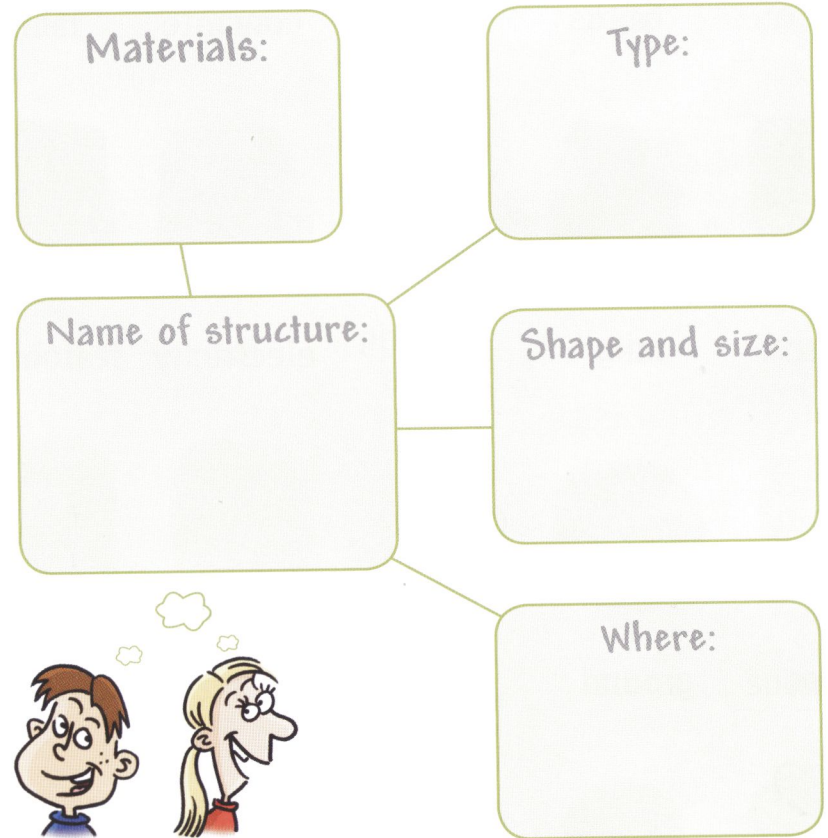 Materials:
Type:
Name of structure:
Shape and size:
Where: